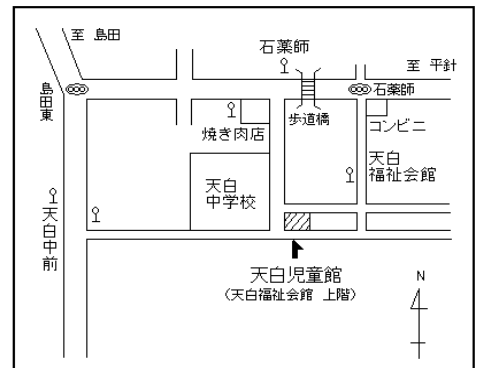 至 島田
石薬師
至 平針
島田東
石薬師
歩道橋
焼き肉店
コンビニ
天白
中学校
天白
福祉会館
天白中前
天白児童館
(天白福祉会館 上階)
N